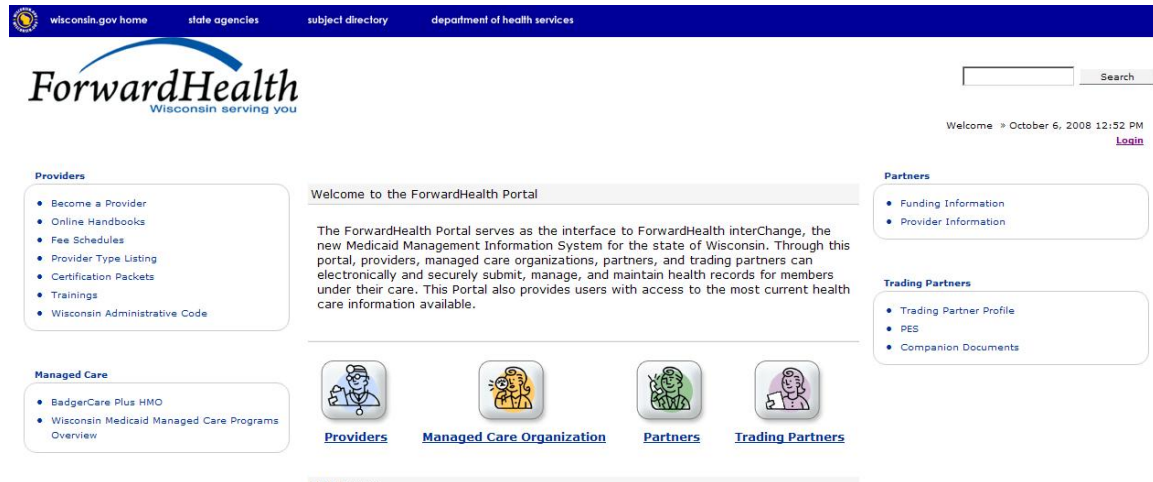 wisconsin.gov home state agencies subject directory department of health services
ForwardHealth
Wisconsin serving you
Search
Welcome » October 6, 2008 12:52 PM
Login
Providers
Become a Provider
Online Handbooks
Fee Schedules
Provider Type Listing
Certification Packets
Trainings
Wisconsin Administrative Code
Managed Care
BadgerCare Plus HMO
Wisconsin Medicaid Managed Care Programs
Overview
Welcome to the ForwardHealth Portal
The ForwardHealth Portal serves as the interface to ForwardHealth interChange, the
new Medicaid Management Information System for the state of Wisconsin. Through this
portal, providers, managed care organizations, partners, and trading partners can
electronically and securely submit, manage, and maintain health records for members
under their care. This Portal also provides users with access to the most current health
care information available.
Providers Managed Care Organization Partners Trading Partners
Partners
Funding Information
Provider Information
Trading Partners
Trading Partner Profile
PES
Companion Documents